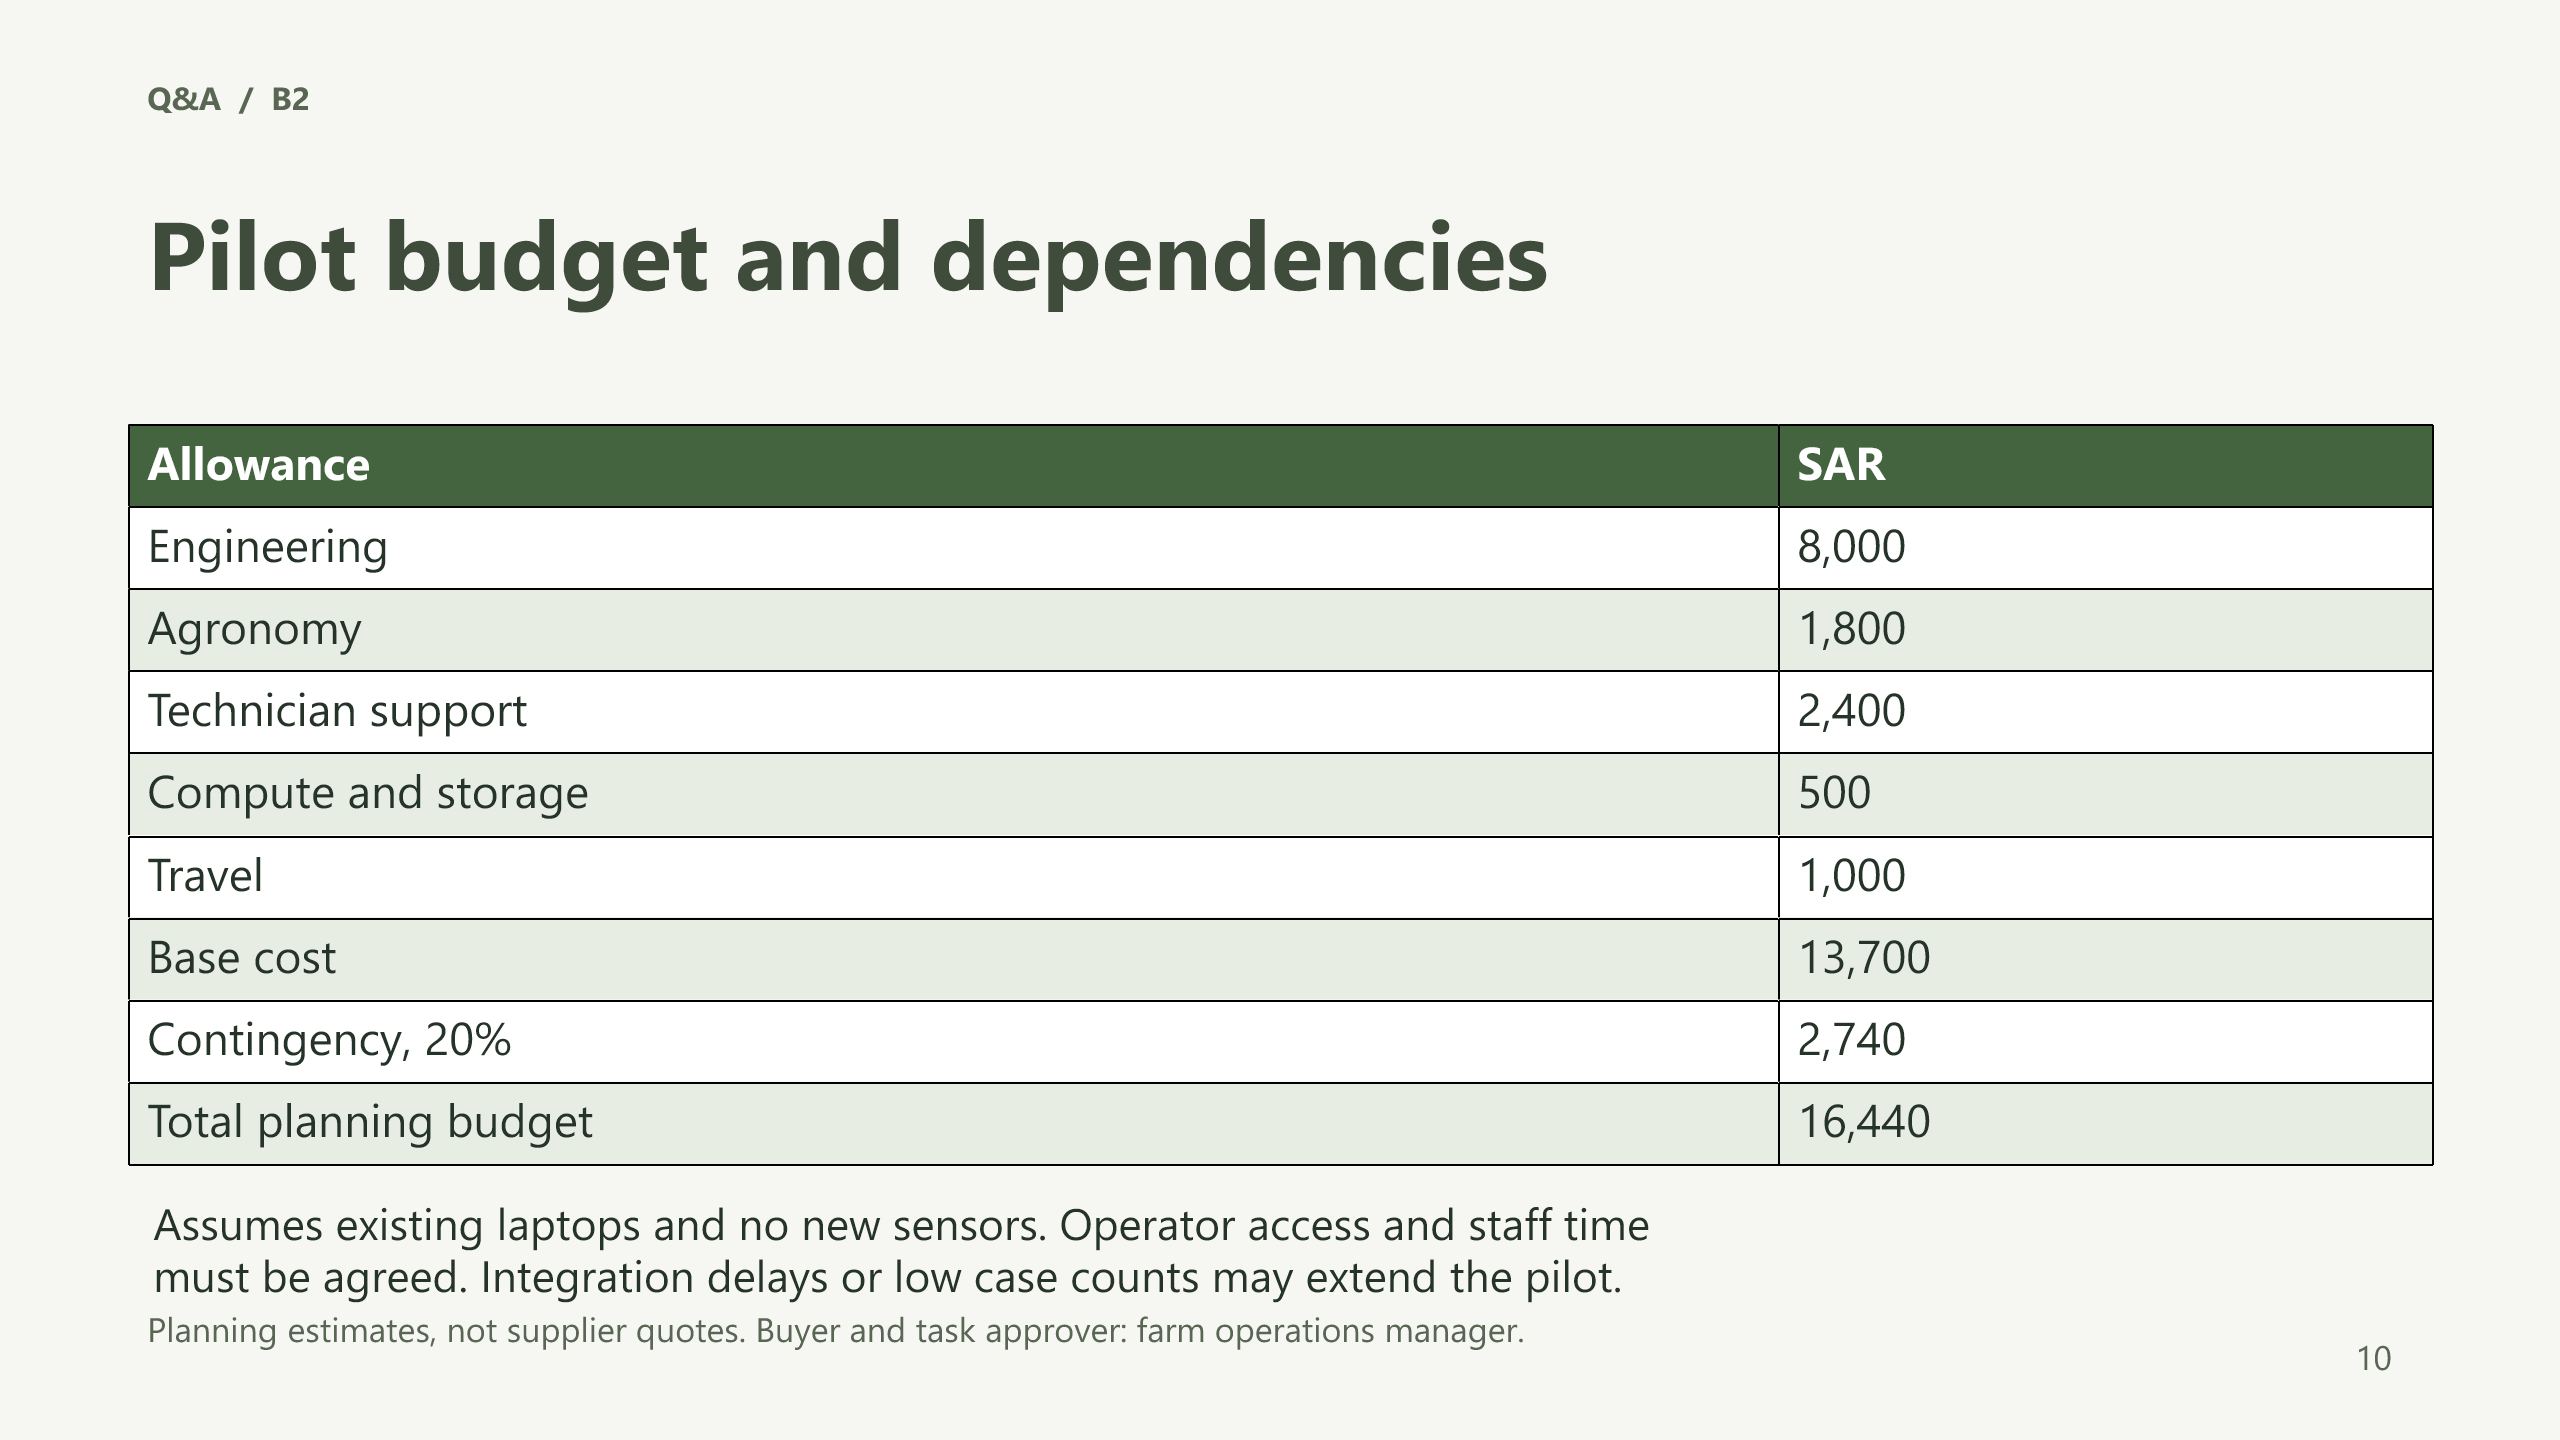 Q&A / B2
Pilot budget and dependencies
Allowance SAR
Engineering 8,000
Agronomy 1,800
Technician support 2,400
Compute and storage 500
Travel 1,000
Base cost 13,700
Contingency, 20% 2,740
Total planning budget 16,440
Assumes existing laptops and no new sensors. Operator access and staff time
must be agreed. Integration delays or low case counts may extend the pilot.
Planning estimates, not supplier quotes. Buyer and task approver: farm operations manager.
10